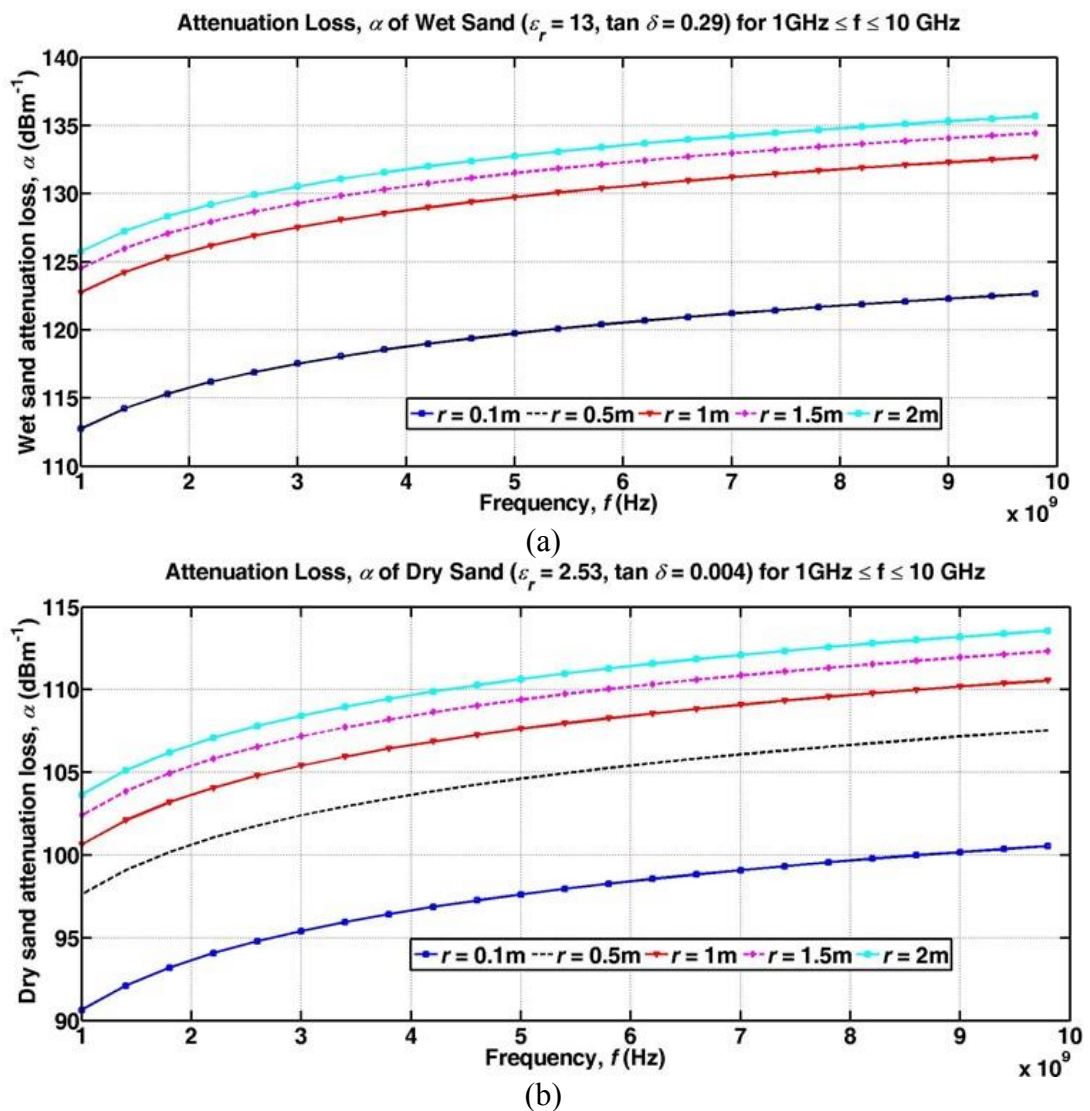 Attenuation Loss, α of Wet Sand (εr = 13, tan δ = 0.29) for 1GHz ≤ f ≤ 10 GHz
Wet sand attenuation loss, α (dBm⁻¹)
140
135
130
125
120
115
110
r = 0.1m r = 0.5m r = 1m r = 1.5m r = 2m
1 2 3 4 5 6 7 8 9 10
Frequency, f (Hz)
x 10⁹
(a)
Attenuation Loss, α of Dry Sand (εr = 2.53, tan δ = 0.004) for 1GHz ≤ f ≤ 10 GHz
Dry sand attenuation loss, α (dBm⁻¹)
115
110
105
100
95
90
r = 0.1m r = 0.5m r = 1m r = 1.5m r = 2m
1 2 3 4 5 6 7 8 9 10
Frequency, f (Hz)
x 10⁹
(b)